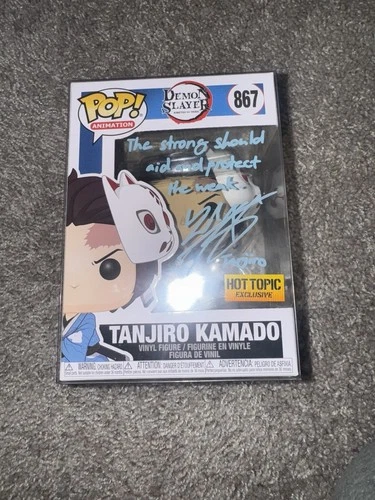 POP!
ANIMATION
DEMON
SLAYER
867
The strong should
aid and protect
the weak.
Tanjiro
HOT TOPIC
EXCLUSIVE
TANJIRO KAMADO
VINYL FIGURE / FIGURINE EN VINYLE
FIGURA DE VINIL